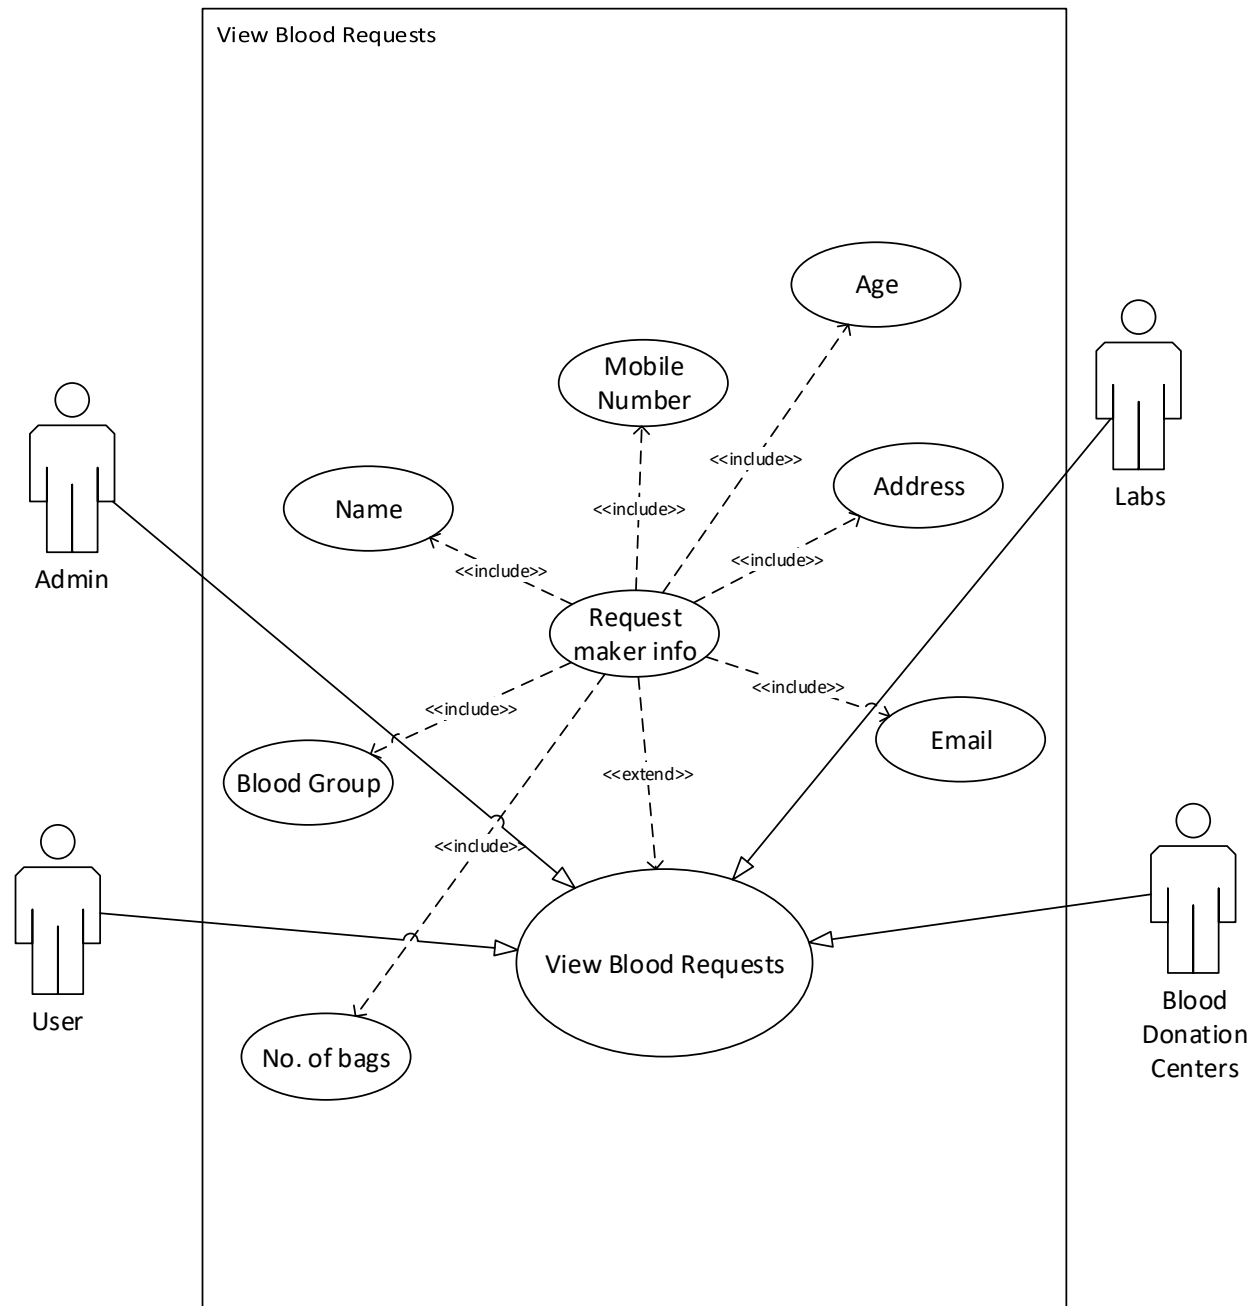 View Blood Requests
Age
Mobile
Number
<<include>>
Address
Labs
Name
<<include>>
<<include>>
<<include>>
Admin
Request
maker info
<<include>>
<<include>>
Email
<<extend>>
Blood Group
<<include>>
View Blood Requests
User
Blood
Donation
Centers
No. of bags